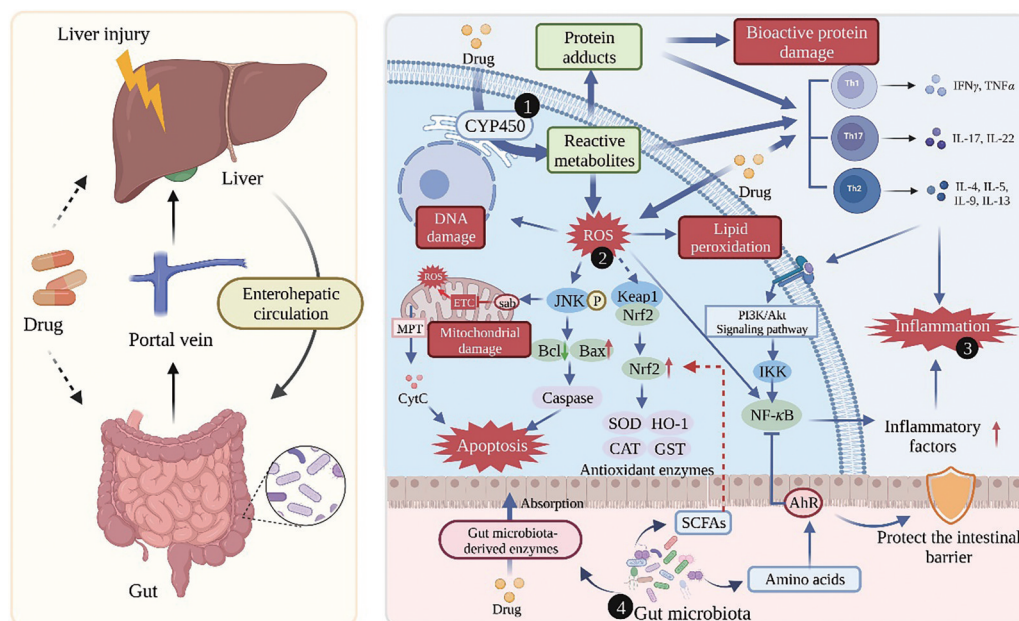 Liver injury
Liver
Drug
Portal vein
Enterohepatic
circulation
Gut
Drug
1
CYP450
Protein
adducts
Reactive
metabolites
Bioactive protein
damage
Th1
IFNγ, TNFα
Th17
IL-17, IL-22
Th2
IL-4, IL-5,
IL-9, IL-13
Drug
DNA
damage
ROS
2
Lipid
peroxidation
ROS
ETC
sab
MPT
Mitochondrial
damage
JNK
P
Keap1
Nrf2
PI3K/Akt
Signaling pathway
Inflammation
3
Bcl
Bax
Nrf2
IKK
CytC
Caspase
NF-κB
Inflammatory
factors
SOD HO-1
CAT GST
Antioxidant enzymes
Apoptosis
Absorption
Gut microbiota-
derived enzymes
Drug
SCFAs
AhR
Protect the intestinal
barrier
Amino acids
4 Gut microbiota